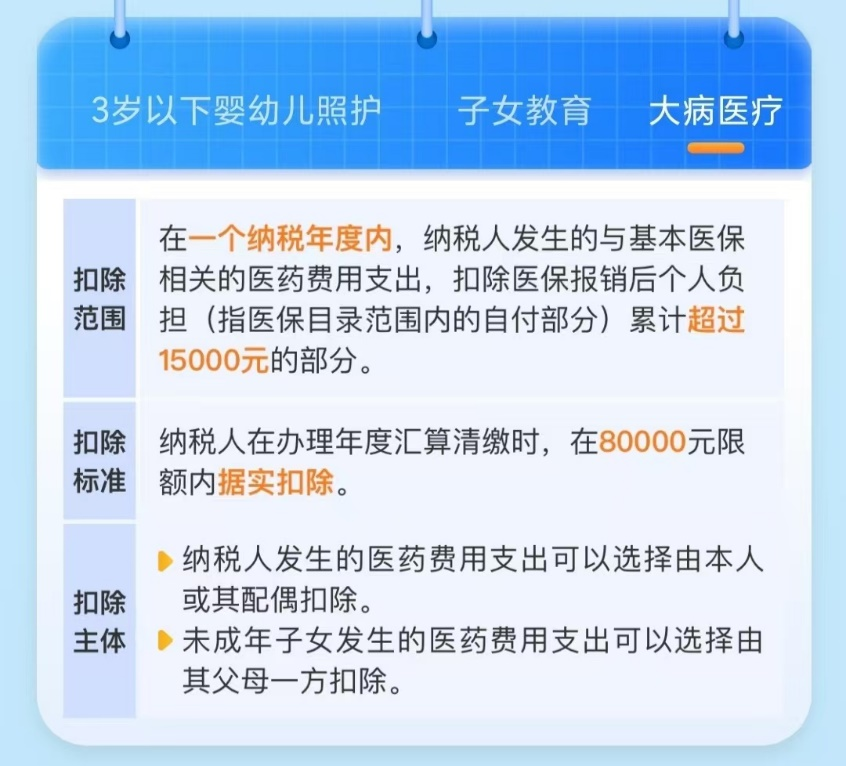 3岁以下婴幼儿照护 子女教育 大病医疗
扣除
范围
在一个纳税年度内，纳税人发生的与基本医保
相关的医药费用支出，扣除医保报销后个人负
担（指医保目录范围内的自付部分）累计超过
15000元的部分。
扣除
标准
纳税人在办理年度汇算清缴时，在80000元限
额内据实扣除。
扣除
主体
纳税人发生的医药费用支出可以选择由本人
或其配偶扣除。
未成年子女发生的医药费用支出可以选择由
其父母一方扣除。